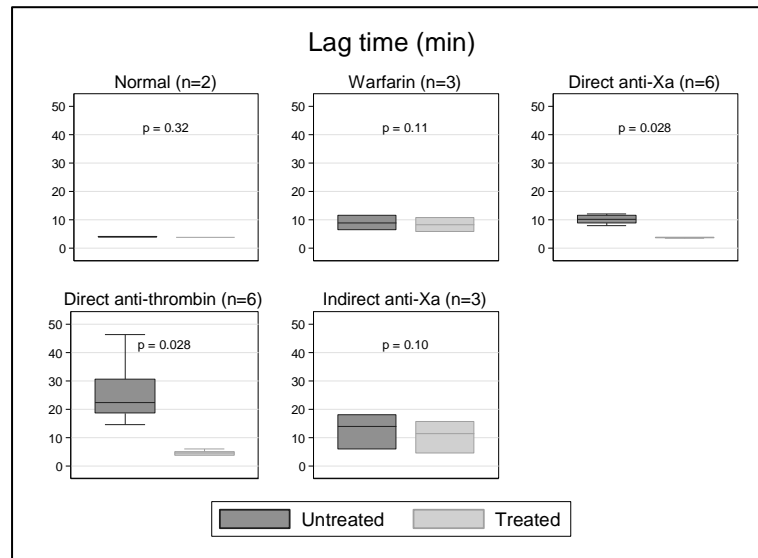 Lag time (min)
Normal (n=2)
Warfarin (n=3)
Direct anti-Xa (n=6)
50
40
30
20
10
0
p = 0.32
50
40
30
20
10
0
p = 0.11
50
40
30
20
10
0
p = 0.028
Direct anti-thrombin (n=6)
Indirect anti-Xa (n=3)
50
40
30
20
10
0
p = 0.028
50
40
30
20
10
0
p = 0.10
Untreated
Treated